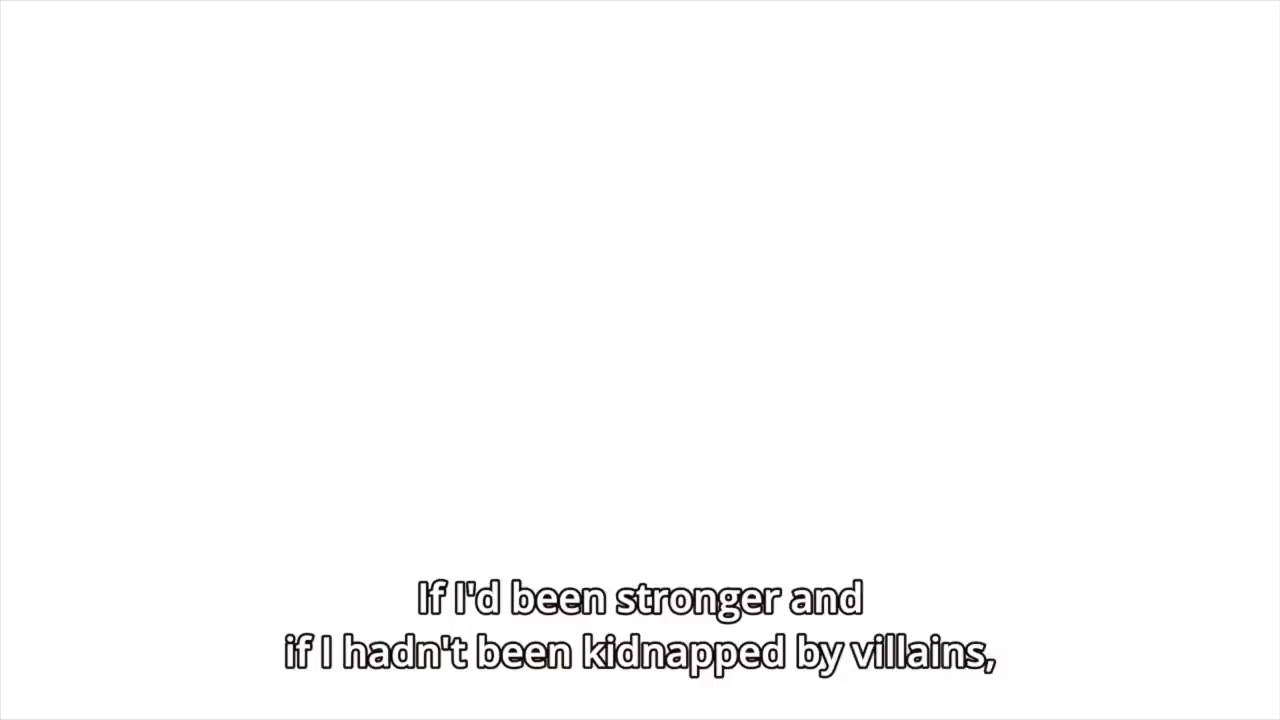 If I'd been stronger and
if I hadn't been kidnapped by villains,